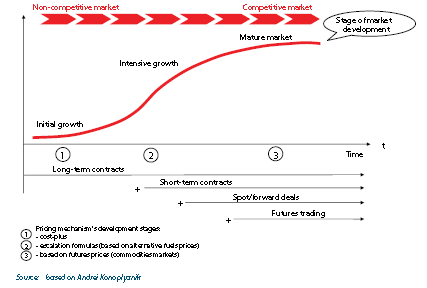 Non-competitive market
Competitive market
Stage of market
development
Mature market
Intensive growth
Initial growth
t
1
2
3
Time
Long-term contracts
+ Short-term contracts
+ Spot/forward deals
+ Futures trading
Pricing mechanism's development stages:
1 - cost-plus
2 - escalation formulas (based on alternative fuels prices)
3 - based on futures prices (commodities markets)
Source: based on Andrei Konoplyanik